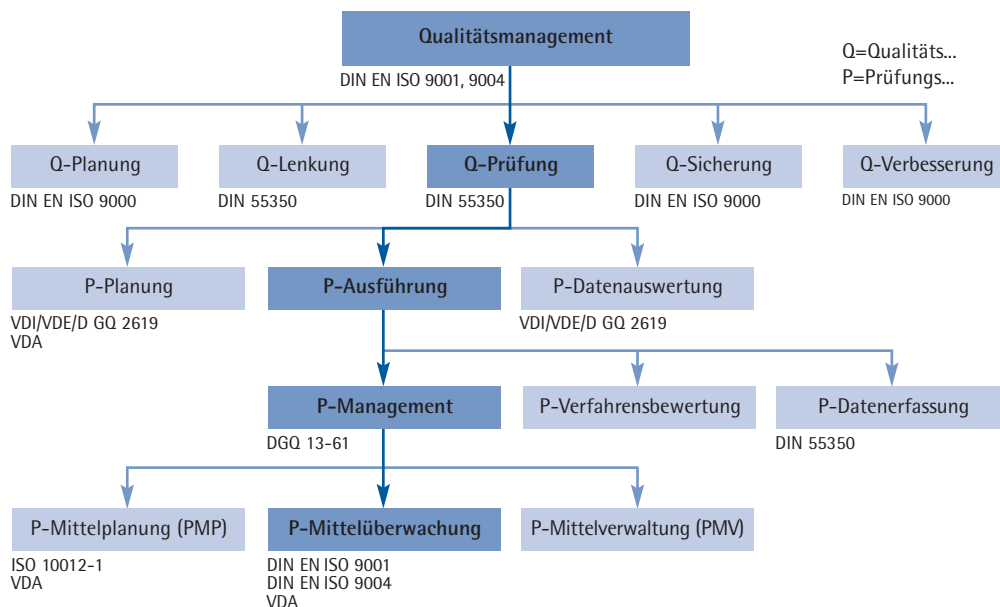 Qualitätsmanagement
DIN EN ISO 9001, 9004
Q=Qualitäts...
P=Prüfungs...
Q-Planung
DIN EN ISO 9000
Q-Lenkung
DIN 55350
Q-Prüfung
DIN 55350
Q-Sicherung
DIN EN ISO 9000
Q-Verbesserung
DIN EN ISO 9000
P-Planung
VDI/VDE/D GQ 2619
VDA
P-Ausführung
P-Datenauswertung
VDI/VDE/D GQ 2619
P-Management
DGQ 13-61
P-Verfahrensbewertung
P-Datenerfassung
DIN 55350
P-Mittelplanung (PMP)
ISO 10012-1
VDA
P-Mittelüberwachung
DIN EN ISO 9001
DIN EN ISO 9004
VDA
P-Mittelverwaltung (PMV)